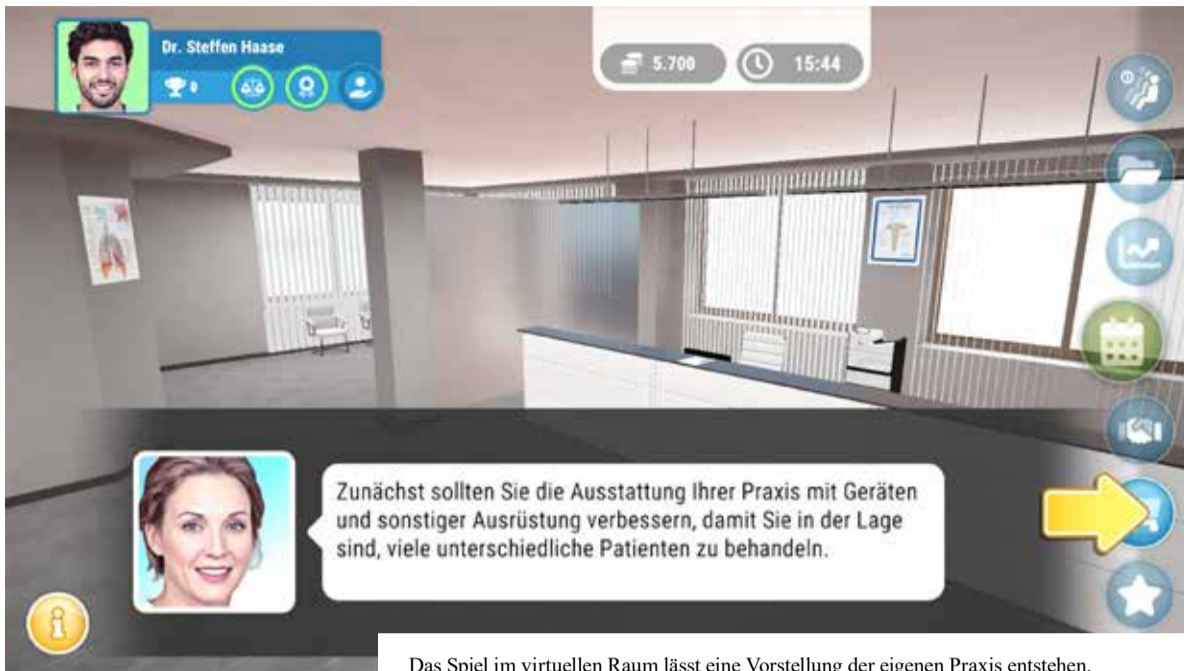 Dr. Steffen Haase
0
5.700
15:44
Zunächst sollten Sie die Ausstattung Ihrer Praxis mit Geräten
und sonstiger Ausrüstung verbessern, damit Sie in der Lage
sind, viele unterschiedliche Patienten zu behandeln.
Das Spiel im virtuellen Raum lässt eine Vorstellung der eigenen Praxis entstehen.